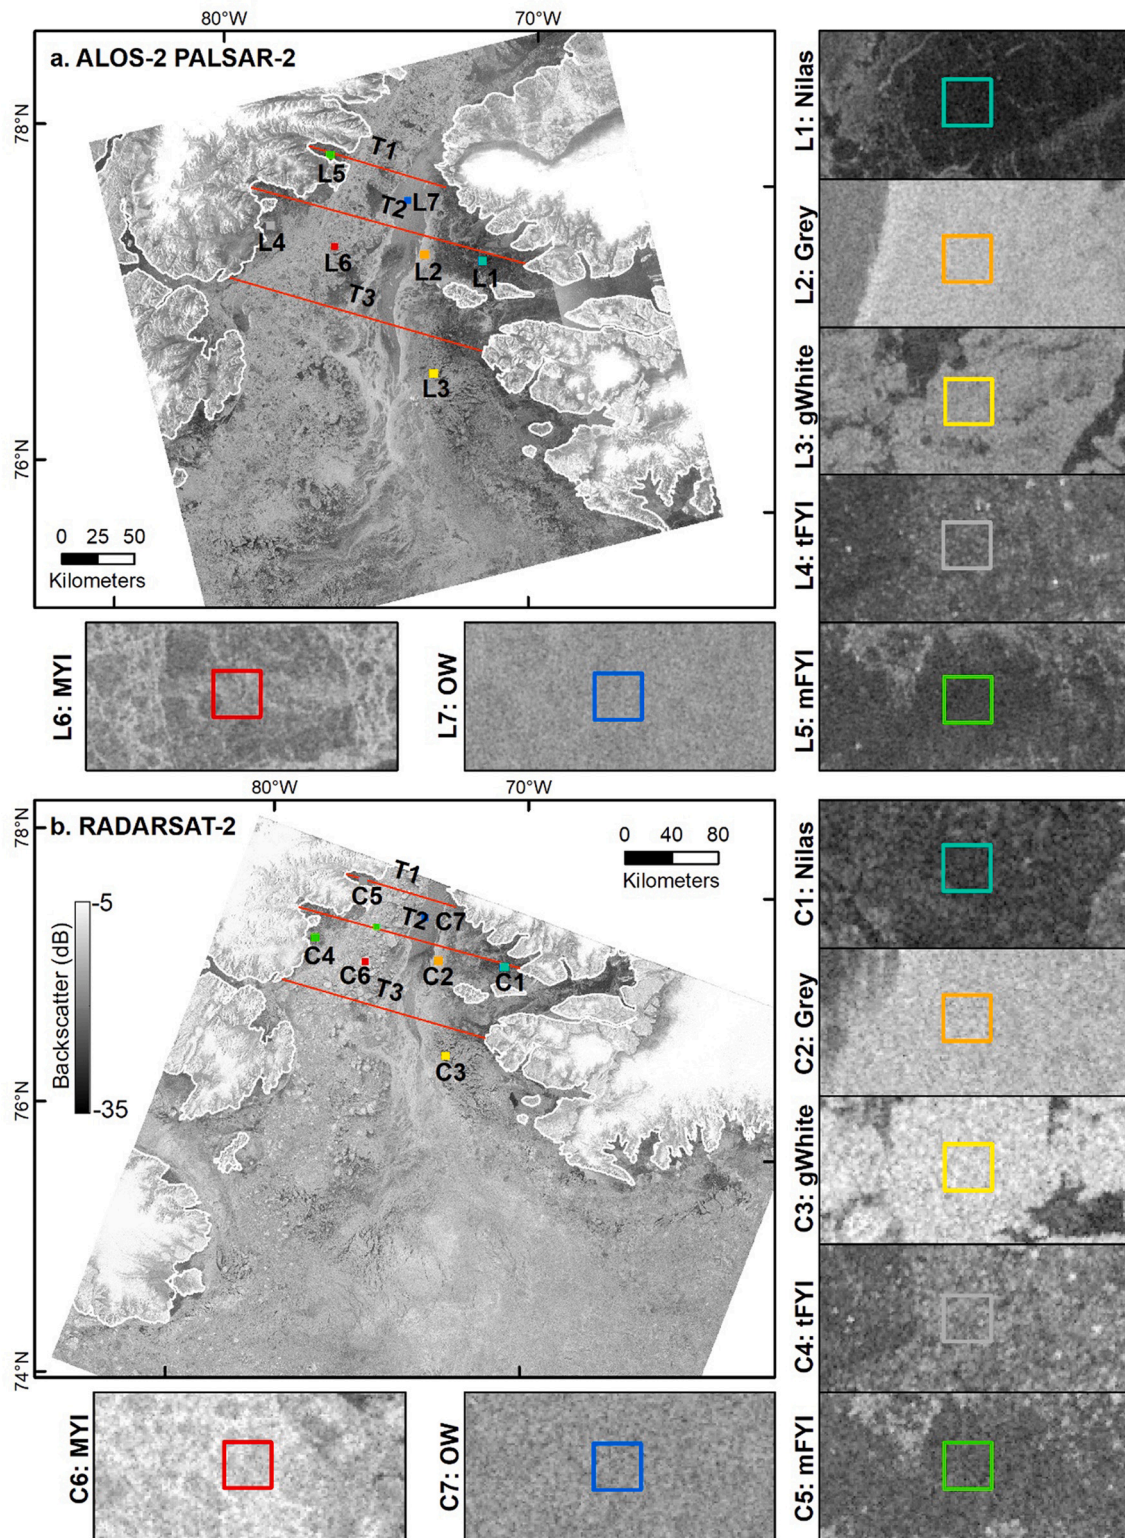 80°W 70°W
a. ALOS-2 PALSAR-2
78°N
76°N
T1
L5
L7
T2
L4
L6
L2
L1
T3
L3
0 25 50
Kilometers
L1: Nilas
L2: Grey
L3: gWhite
L4: tFYI
L5: mFYI
L6: MYI
L7: OW
80°W 70°W
b. RADARSAT-2
78°N
76°N
74°N
0 40 80
Kilometers
T1
C5
T2
C7
C4
C6
C2
C1
T3
C3
-5
Backscatter (dB)
-35
C1: Nilas
C2: Grey
C3: gWhite
C4: tFYI
C5: mFYI
C6: MYI
C7: OW